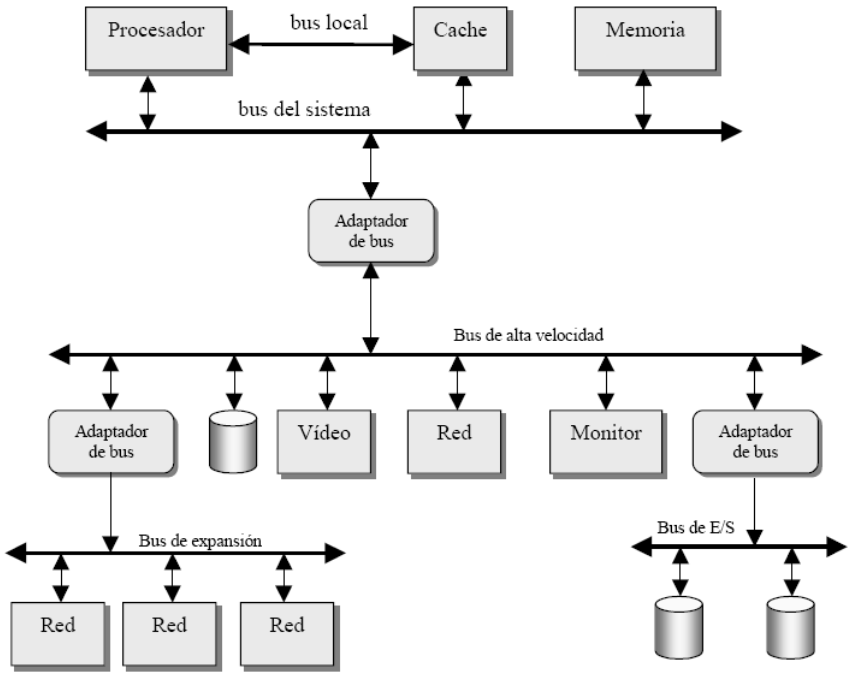 Procesador
bus local
Cache
Memoria
bus del sistema
Adaptador
de bus
Bus de alta velocidad
Adaptador
de bus
Vídeo
Red
Monitor
Adaptador
de bus
Bus de expansión
Bus de E/S
Red
Red
Red